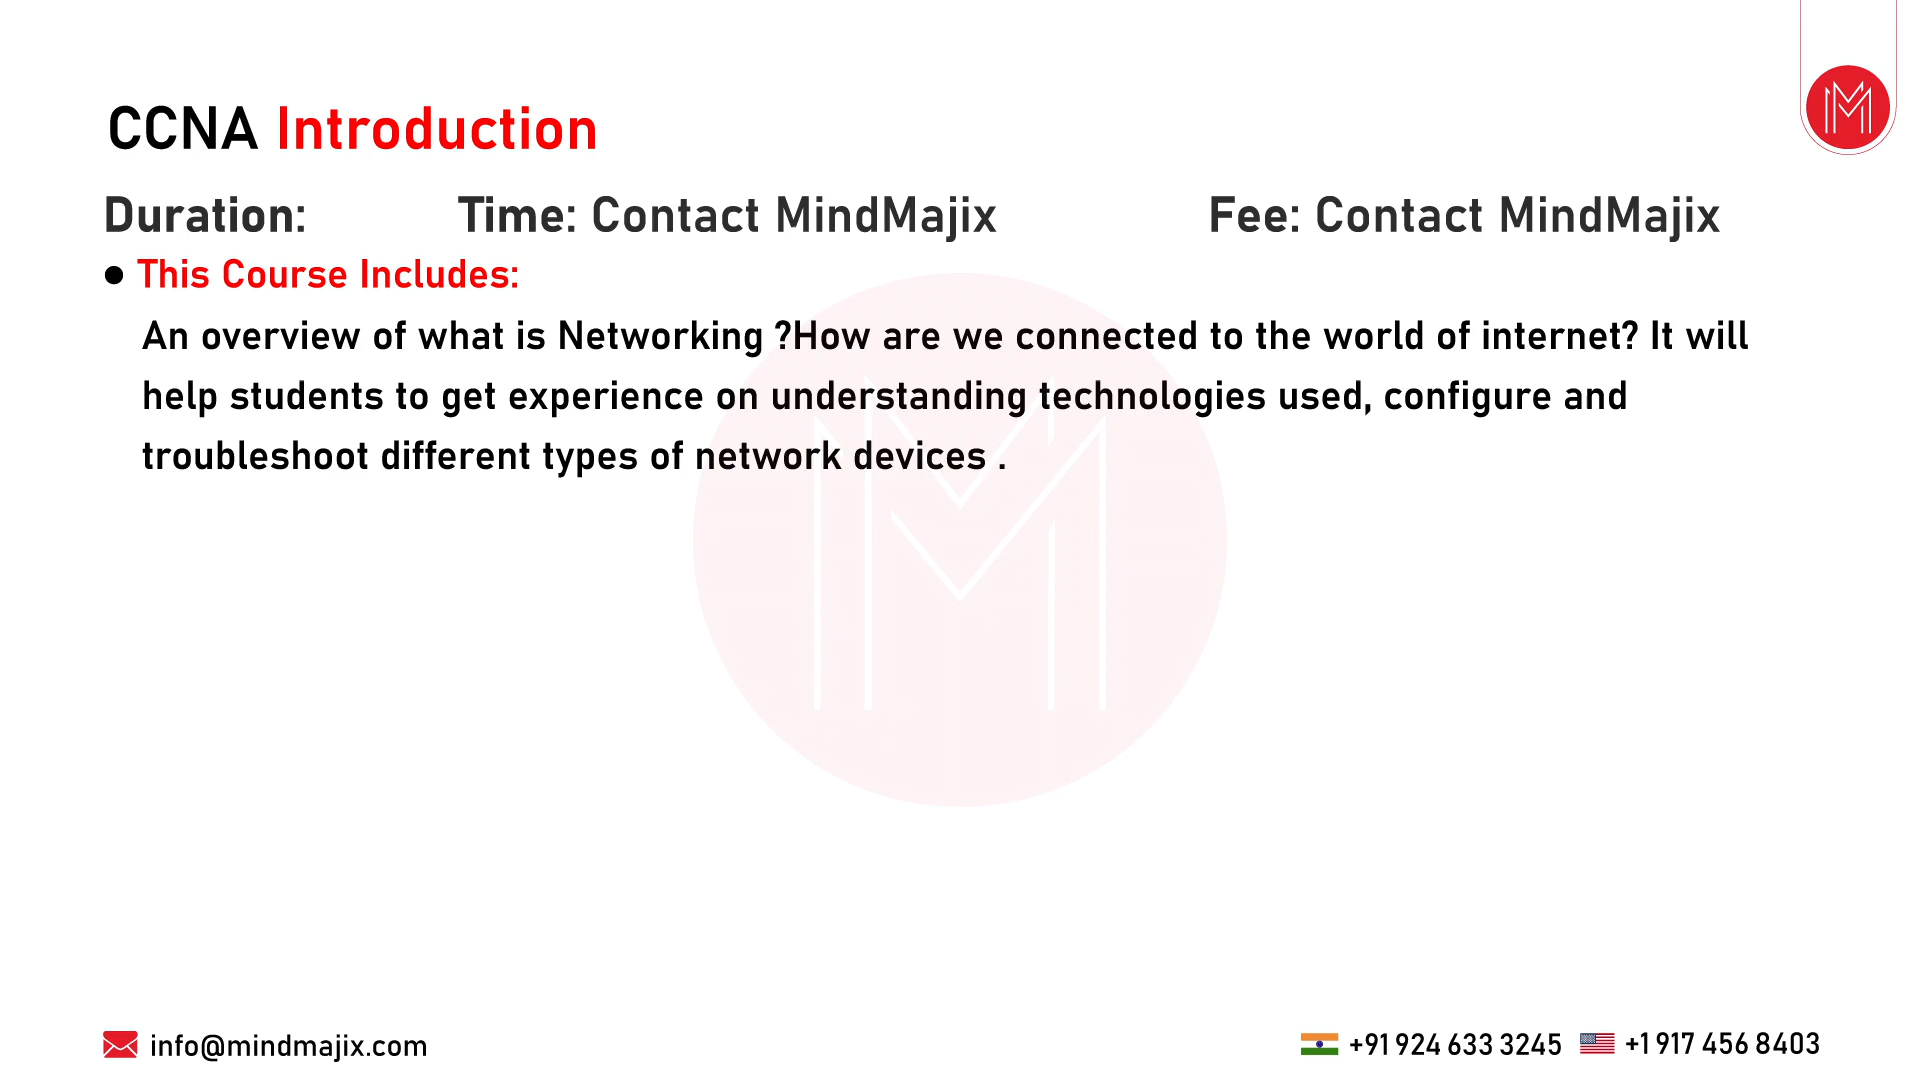 CCNA Introduction
Duration: Time: Contact MindMajix Fee: Contact MindMajix
● This Course Includes:
An overview of what is Networking ?How are we connected to the world of internet? It will
help students to get experience on understanding technologies used, configure and
troubleshoot different types of network devices .
info@mindmajix.com +91 924 633 3245 +1 917 456 8403